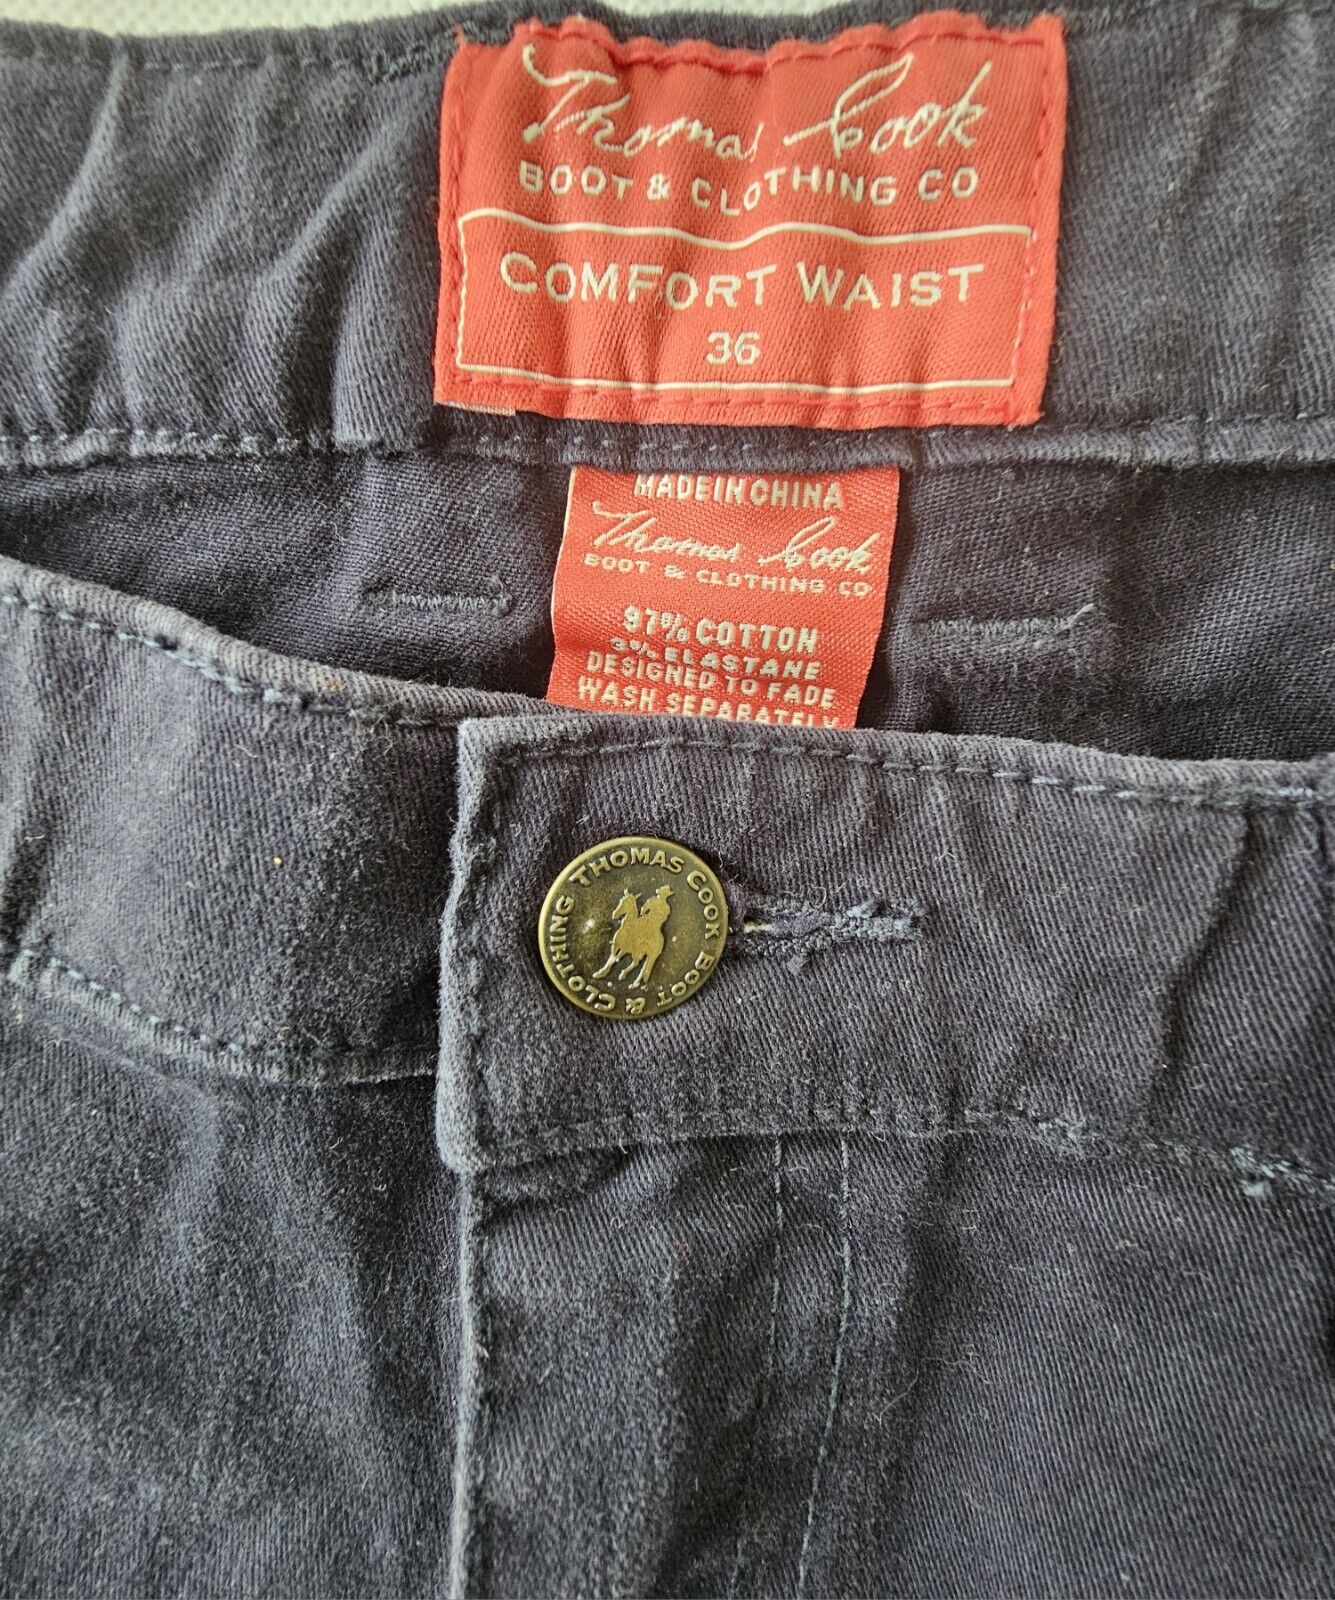 Thomas Cook
BOOT & CLOTHING CO
COMFORT WAIST
36
MADE IN CHINA
Thomas Cook
BOOT & CLOTHING CO
97% COTTON
3% ELASTANE
DESIGNED TO FADE
WASH SEPARATELY
THOMAS COOK BOOT & CLOTHING